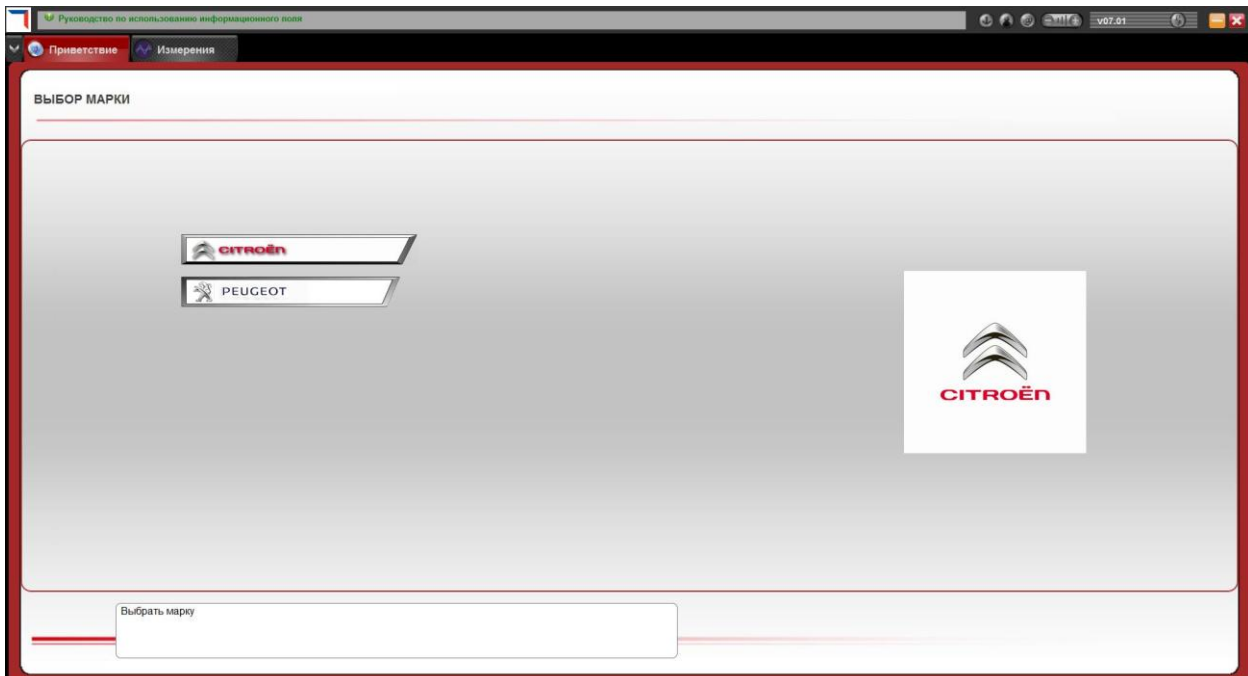 Руководство по использованию информационного поля
v07.01
Приветствие
Измерения
ВЫБОР МАРКИ
CITROËN
PEUGEOT
CITROËN
Выбрать марку